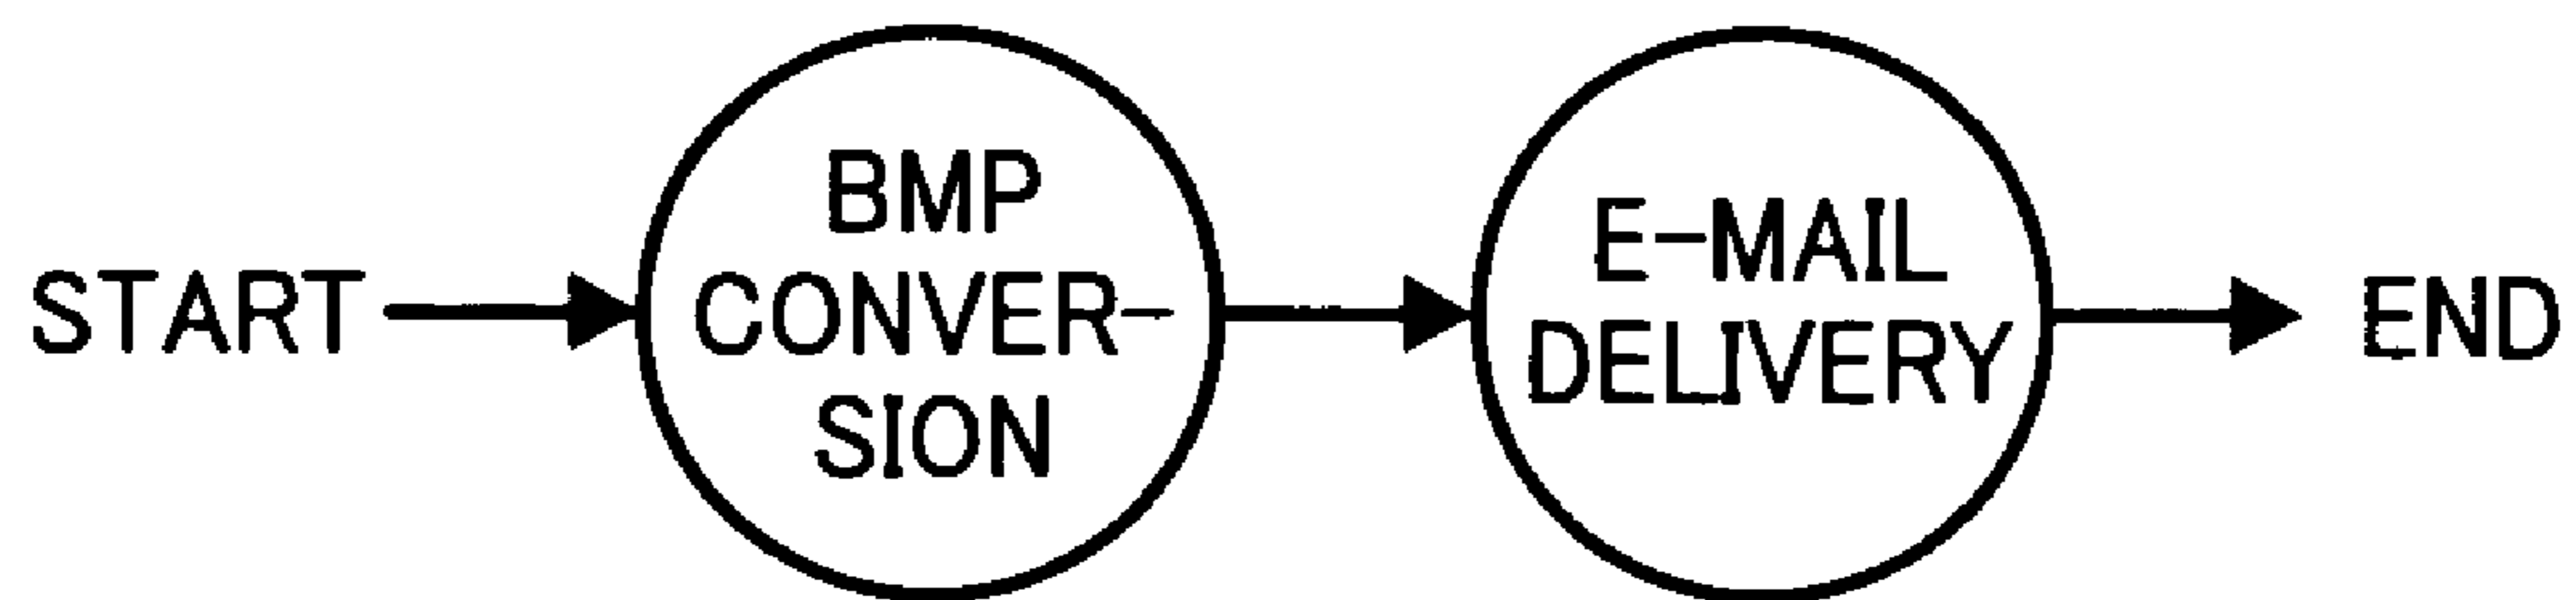 START
BMP
CONVER-
SION
E-MAIL
DELIVERY
END